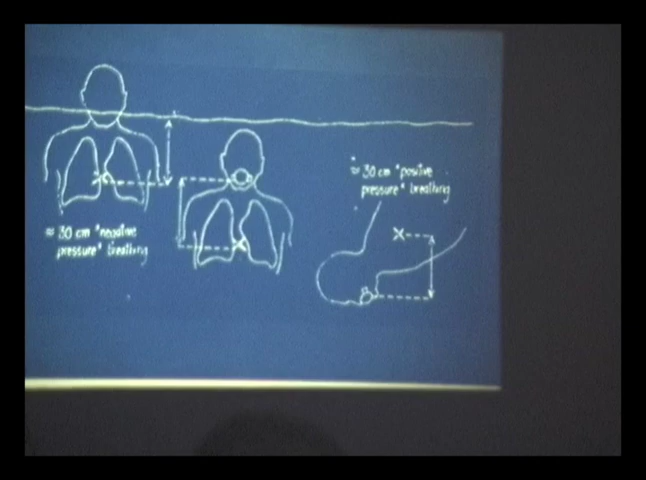 ≈ 30 cm "negative
pressure" breathing
≈ 30 cm "positive
pressure" breathing